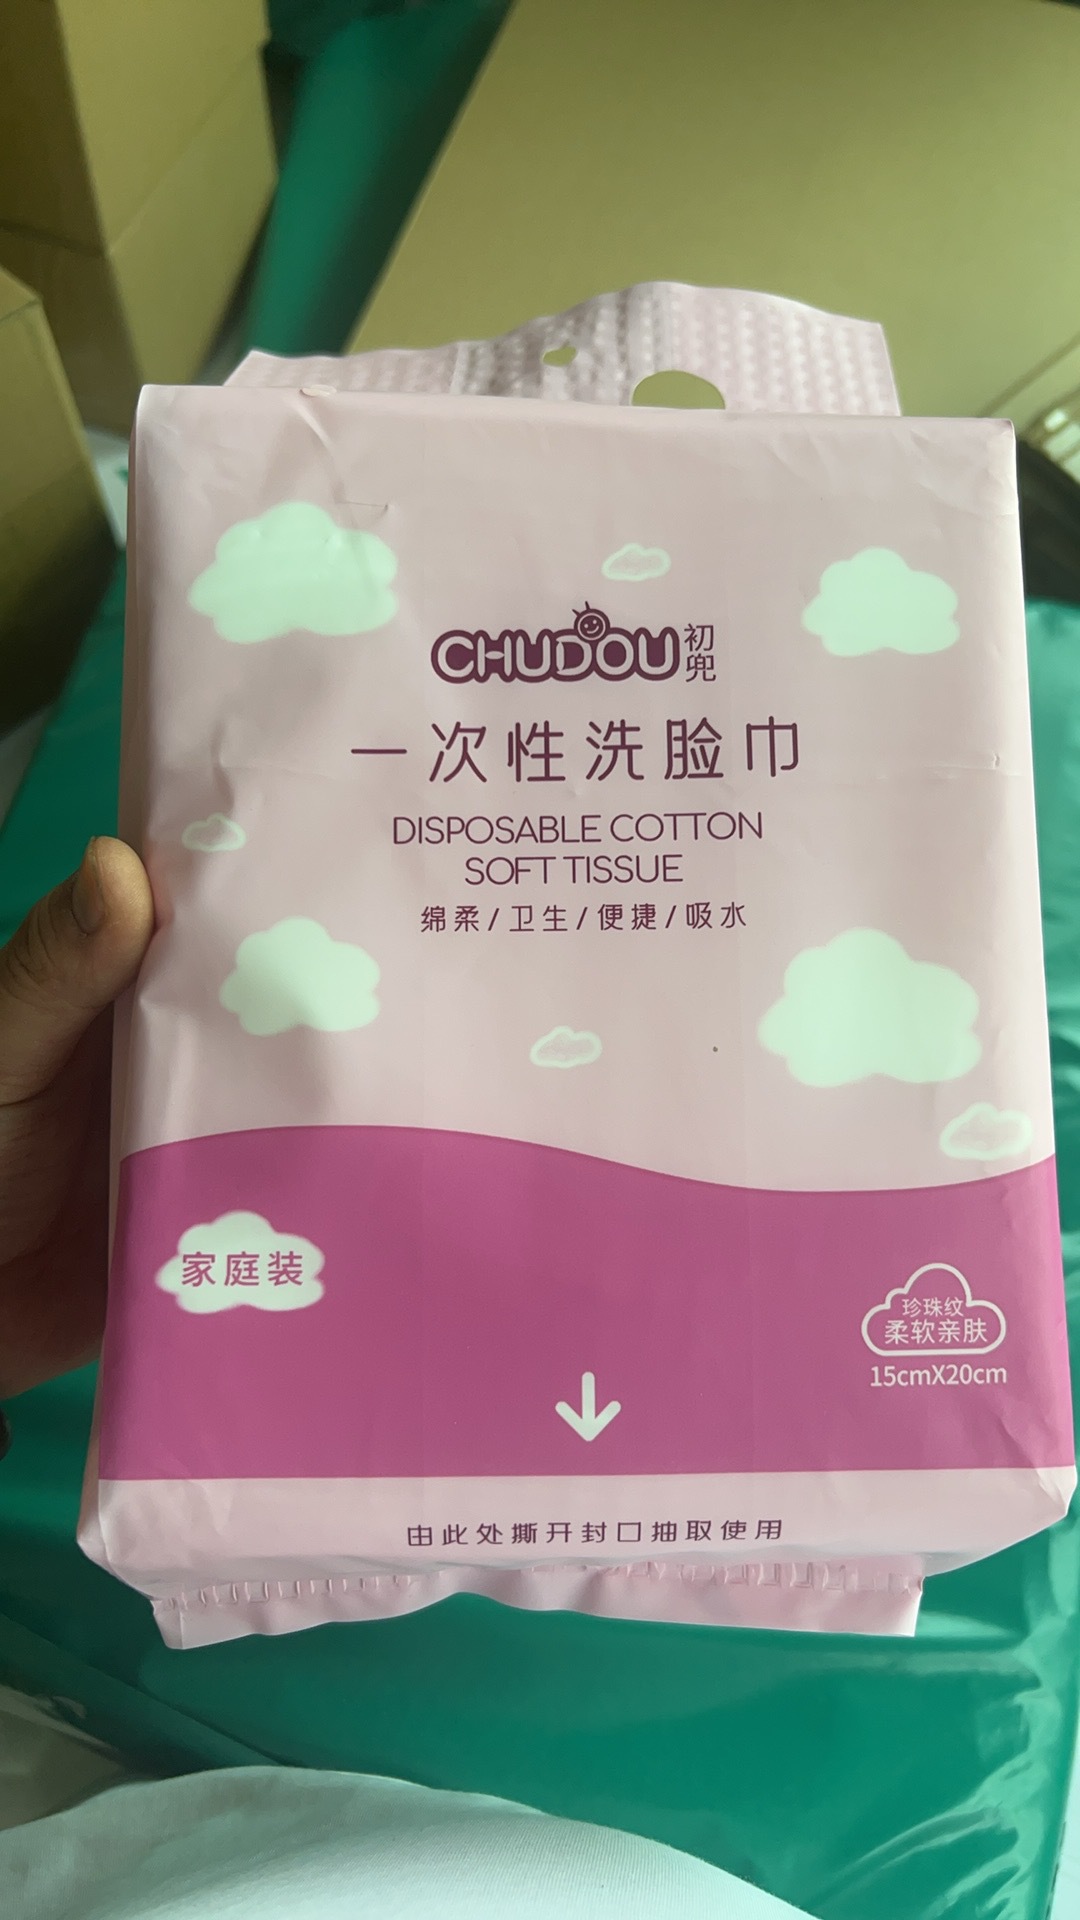 CHUDOU 初兜
一次性洗脸巾
DISPOSABLE COTTON
SOFT TISSUE
绵柔/卫生/便捷/吸水
家庭装
珍珠纹
柔软亲肤
15cmX20cm
由此处撕开封口抽取使用